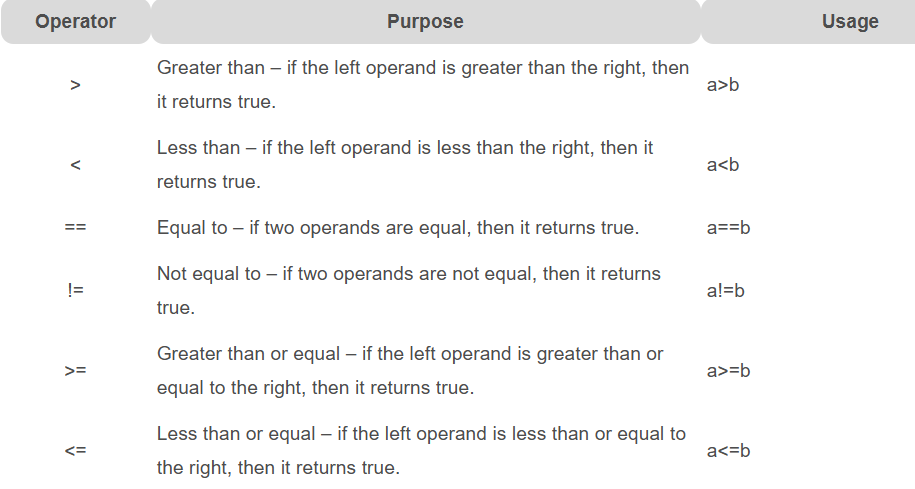 Operator Purpose Usage
> Greater than – if the left operand is greater than the right, then
it returns true. a>b
< Less than – if the left operand is less than the right, then it
returns true. a<b
== Equal to – if two operands are equal, then it returns true. a==b
!= Not equal to – if two operands are not equal, then it returns
true. a!=b
>= Greater than or equal – if the left operand is greater than or
equal to the right, then it returns true. a>=b
<= Less than or equal – if the left operand is less than or equal to
the right, then it returns true. a<=b